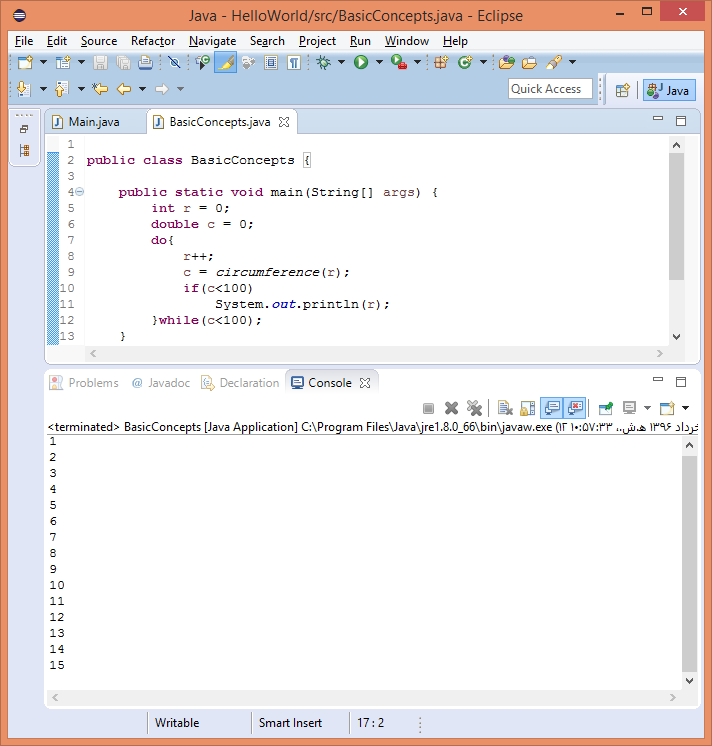 Java - HelloWorld/src/BasicConcepts.java - Eclipse
File Edit Source Refactor Navigate Search Project Run Window Help
Quick Access
Java
Main.java
BasicConcepts.java
1
2 public class BasicConcepts {
3
4 public static void main(String[] args) {
5 int r = 0;
6 double c = 0;
7 do{
8 r++;
9 c = circumference(r);
10 if(c<100)
11 System.out.println(r);
12 }while(c<100);
13 }
Problems @ Javadoc Declaration Console
<terminated> BasicConcepts [Java Application] C:\Program Files\Java\jre1.8.0_66\bin\javaw.exe (۱۲ خرداد ۱۳۹۶ ه‍.ش.،‏ ۱۰:۵۷:۳۳
1
2
3
4
5
6
7
8
9
10
11
12
13
14
15
Writable Smart Insert 17 : 2